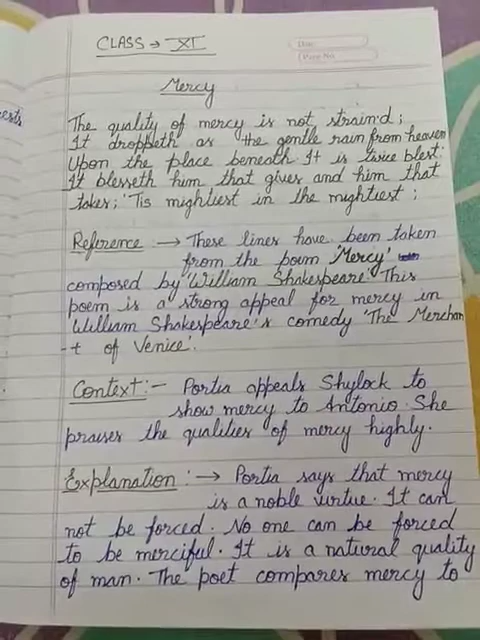 CLASS → XI
Date
Page No.
Mercy
The quality of mercy is not strain'd;
It droppeth as the gentle rain from heaven
Upon the place beneath. It is twice blest.
It blesseth him that gives and him that
takes; 'Tis mightiest in the mightiest;
Reference → These lines have been taken
from the poem 'Mercy'
composed by 'William Shakespeare'. This
poem is a strong appeal for mercy in
William Shakespeare's comedy 'The Merchan
-t of Venice'.
Context:- Portia appeals Shylock to
show mercy to Antonio. She
praises the qualities of mercy highly.
Explanation: → Portia says that mercy
is a noble virtue. It can
not be forced. No one can be forced
to be merciful. It is a natural quality
of man. The poet compares mercy to